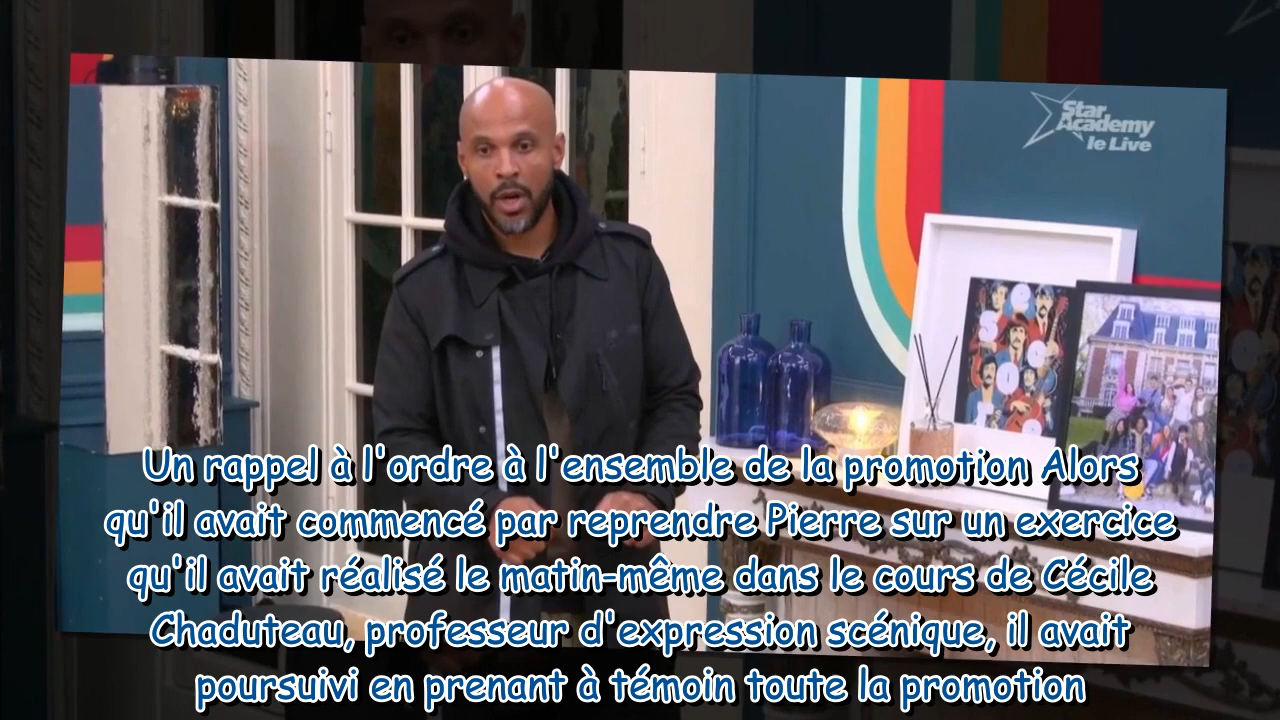 Star
Academy
le Live
Un rappel à l'ordre à l'ensemble de la promotion Alors
qu'il avait commencé par reprendre Pierre sur un exercice
qu'il avait réalisé le matin-même dans le cours de Cécile
Chaduteau, professeur d'expression scénique, il avait
poursuivi en prenant à témoin toute la promotion